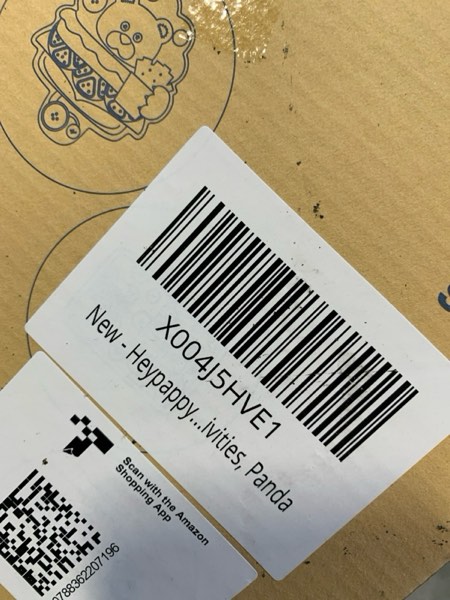 X004J5HVE1
New - Heypappy...ivities, Panda
Scan with the Amazon
Shopping App
0788362207196